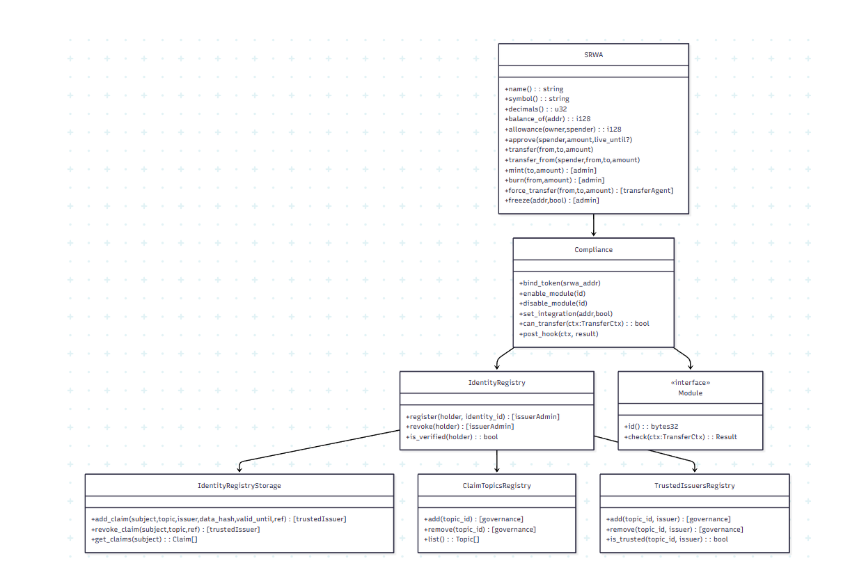 SRWA
+name() : : string
+symbol() : : string
+decimals() : : u32
+balance_of(addr) : : i128
+allowance(owner,spender) : : i128
+approve(spender,amount,live_until?)
+transfer(from,to,amount)
+transfer_from(spender,from,to,amount)
+mint(to,amount) : [admin]
+burn(from,amount) : [admin]
+force_transfer(from,to,amount) : [transferAgent]
+freeze(addr,bool) : [admin]
Compliance
+bind_token(srwa_addr)
+enable_module(id)
+disable_module(id)
+set_integration(addr,bool)
+can_transfer(ctx:TransferCtx) : : bool
+post_hook(ctx, result)
IdentityRegistry
+register(holder, identity_id) : [issuerAdmin]
+revoke(holder) : [issuerAdmin]
+is_verified(holder) : : bool
«interface»
Module
+id() : : bytes32
+check(ctx:TransferCtx) : : Result
IdentityRegistryStorage
+add_claim(subject,topic,issuer,data_hash,valid_until,ref) : [trustedIssuer]
+revoke_claim(subject,topic,ref) : [trustedIssuer]
+get_claims(subject) : : Claim[]
ClaimTopicsRegistry
+add(topic_id) : [governance]
+remove(topic_id) : [governance]
+list() : : Topic[]
TrustedIssuersRegistry
+add(topic_id, issuer) : [governance]
+remove(topic_id, issuer) : [governance]
+is_trusted(topic_id, issuer) : : bool